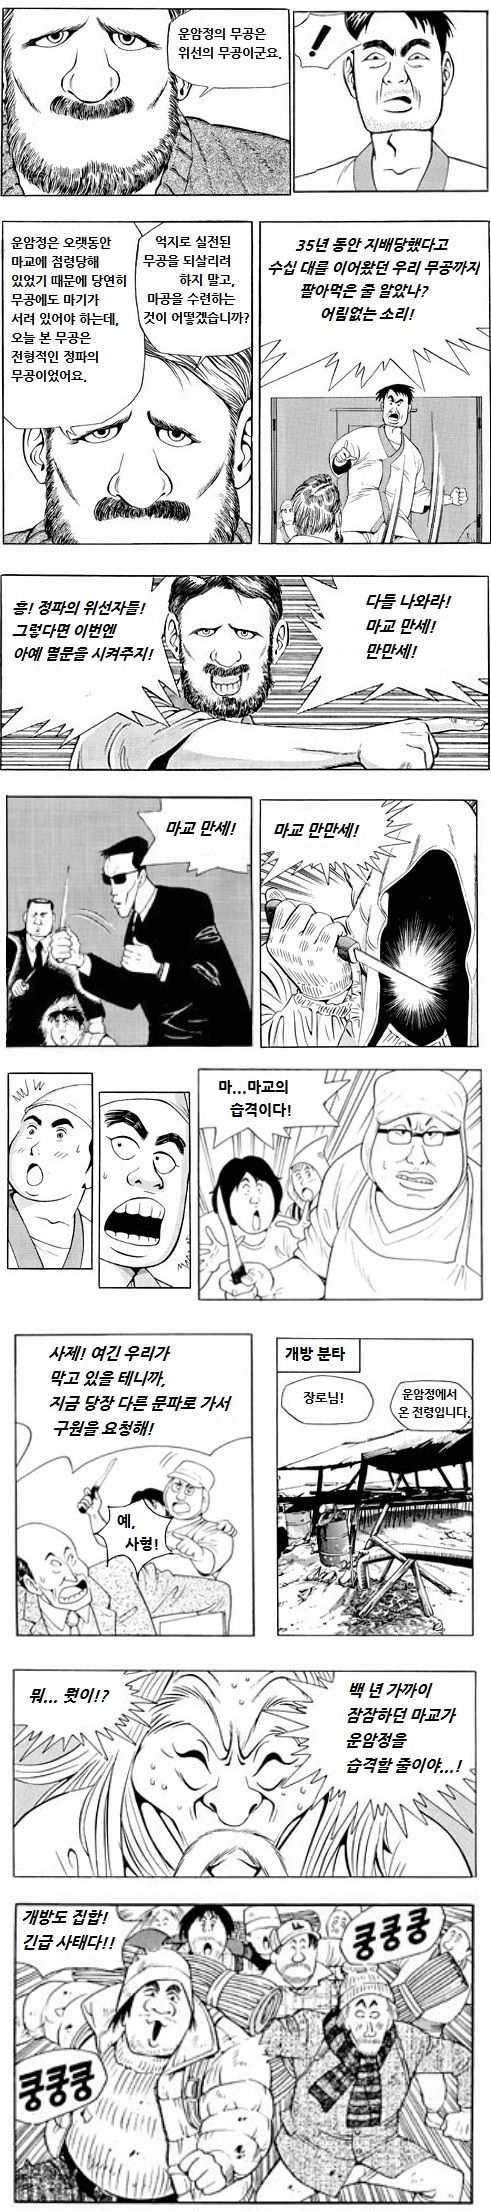 운암정의 무공은
위선의 무공이군요.
!
운암정은 오랫동안
마교에 점령당해
있었기 때문에 당연히
무공에도 마기가
서려 있어야 하는데,
오늘 본 무공은
전형적인 정파의
무공이었어요.
억지로 실전된
무공을 되살리려
하지 말고,
마공을 수련하는
것이 어떻겠습니까?
35년 동안 지배당했다고
수십 대를 이어왔던 우리 무공까지
팔아먹은 줄 알았나?
어림없는 소리!
흥! 정파의 위선자들!
그렇다면 이번엔
아예 멸문을 시켜주지!
다들 나와라!
마교 만세!
만만세!
마교 만세!
마교 만만세!
마...마교의
습격이다!
사제! 여긴 우리가
막고 있을 테니까,
지금 당장 다른 문파로 가서
구원을 요청해!
예,
사형!
개방 분타
장로님!
운암정에서
온 전령입니다.
뭐... 뭣이!?
백 년 가까이
잠잠하던 마교가
운암정을
습격할 줄이야...!
개방도 집합!
긴급 사태다!!
쿵쿵쿵
쿵쿵쿵